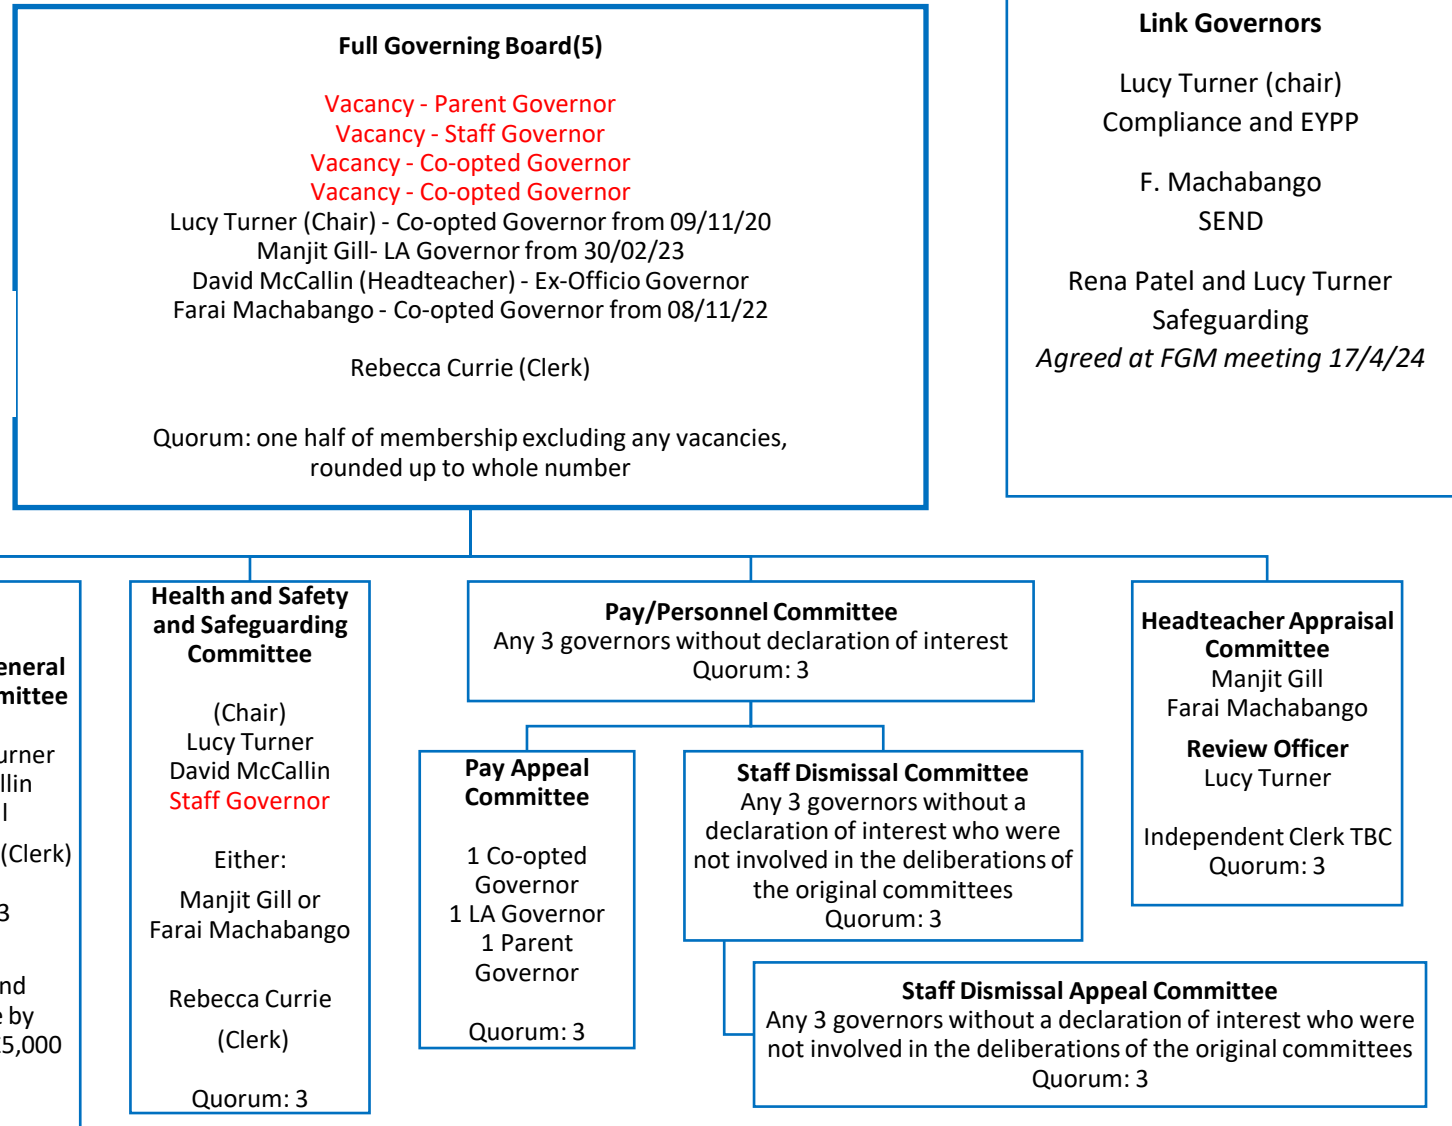 Full Governing Board(5)
Vacancy - Parent Governor
Vacancy - Staff Governor
Vacancy - Co-opted Governor
Vacancy - Co-opted Governor
Lucy Turner (Chair) - Co-opted Governor from 09/11/20
Manjit Gill- LA Governor from 30/02/23
David McCallin (Headteacher) - Ex-Officio Governor
Farai Machabango - Co-opted Governor from 08/11/22
Rebecca Currie (Clerk)
Quorum: one half of membership excluding any vacancies,
rounded up to whole number
Link Governors
Lucy Turner (chair)
Compliance and EYPP
F. Machabango
SEND
Rena Patel and Lucy Turner
Safeguarding
Agreed at FGM meeting 17/4/24
eneral
mittee
urner
llin
l
(Clerk)
3
nd
e by
£5,000
Health and Safety
and Safeguarding
Committee
(Chair)
Lucy Turner
David McCallin
Staff Governor
Either:
Manjit Gill or
Farai Machabango
Rebecca Currie
(Clerk)
Quorum: 3
Pay/Personnel Committee
Any 3 governors without declaration of interest
Quorum: 3
Pay Appeal
Committee
1 Co-opted
Governor
1 LA Governor
1 Parent
Governor
Quorum: 3
Staff Dismissal Committee
Any 3 governors without a
declaration of interest who were
not involved in the deliberations of
the original committees
Quorum: 3
Staff Dismissal Appeal Committee
Any 3 governors without a declaration of interest who were
not involved in the deliberations of the original committees
Quorum: 3
Headteacher Appraisal
Committee
Manjit Gill
Farai Machabango
Review Officer
Lucy Turner
Independent Clerk TBC
Quorum: 3